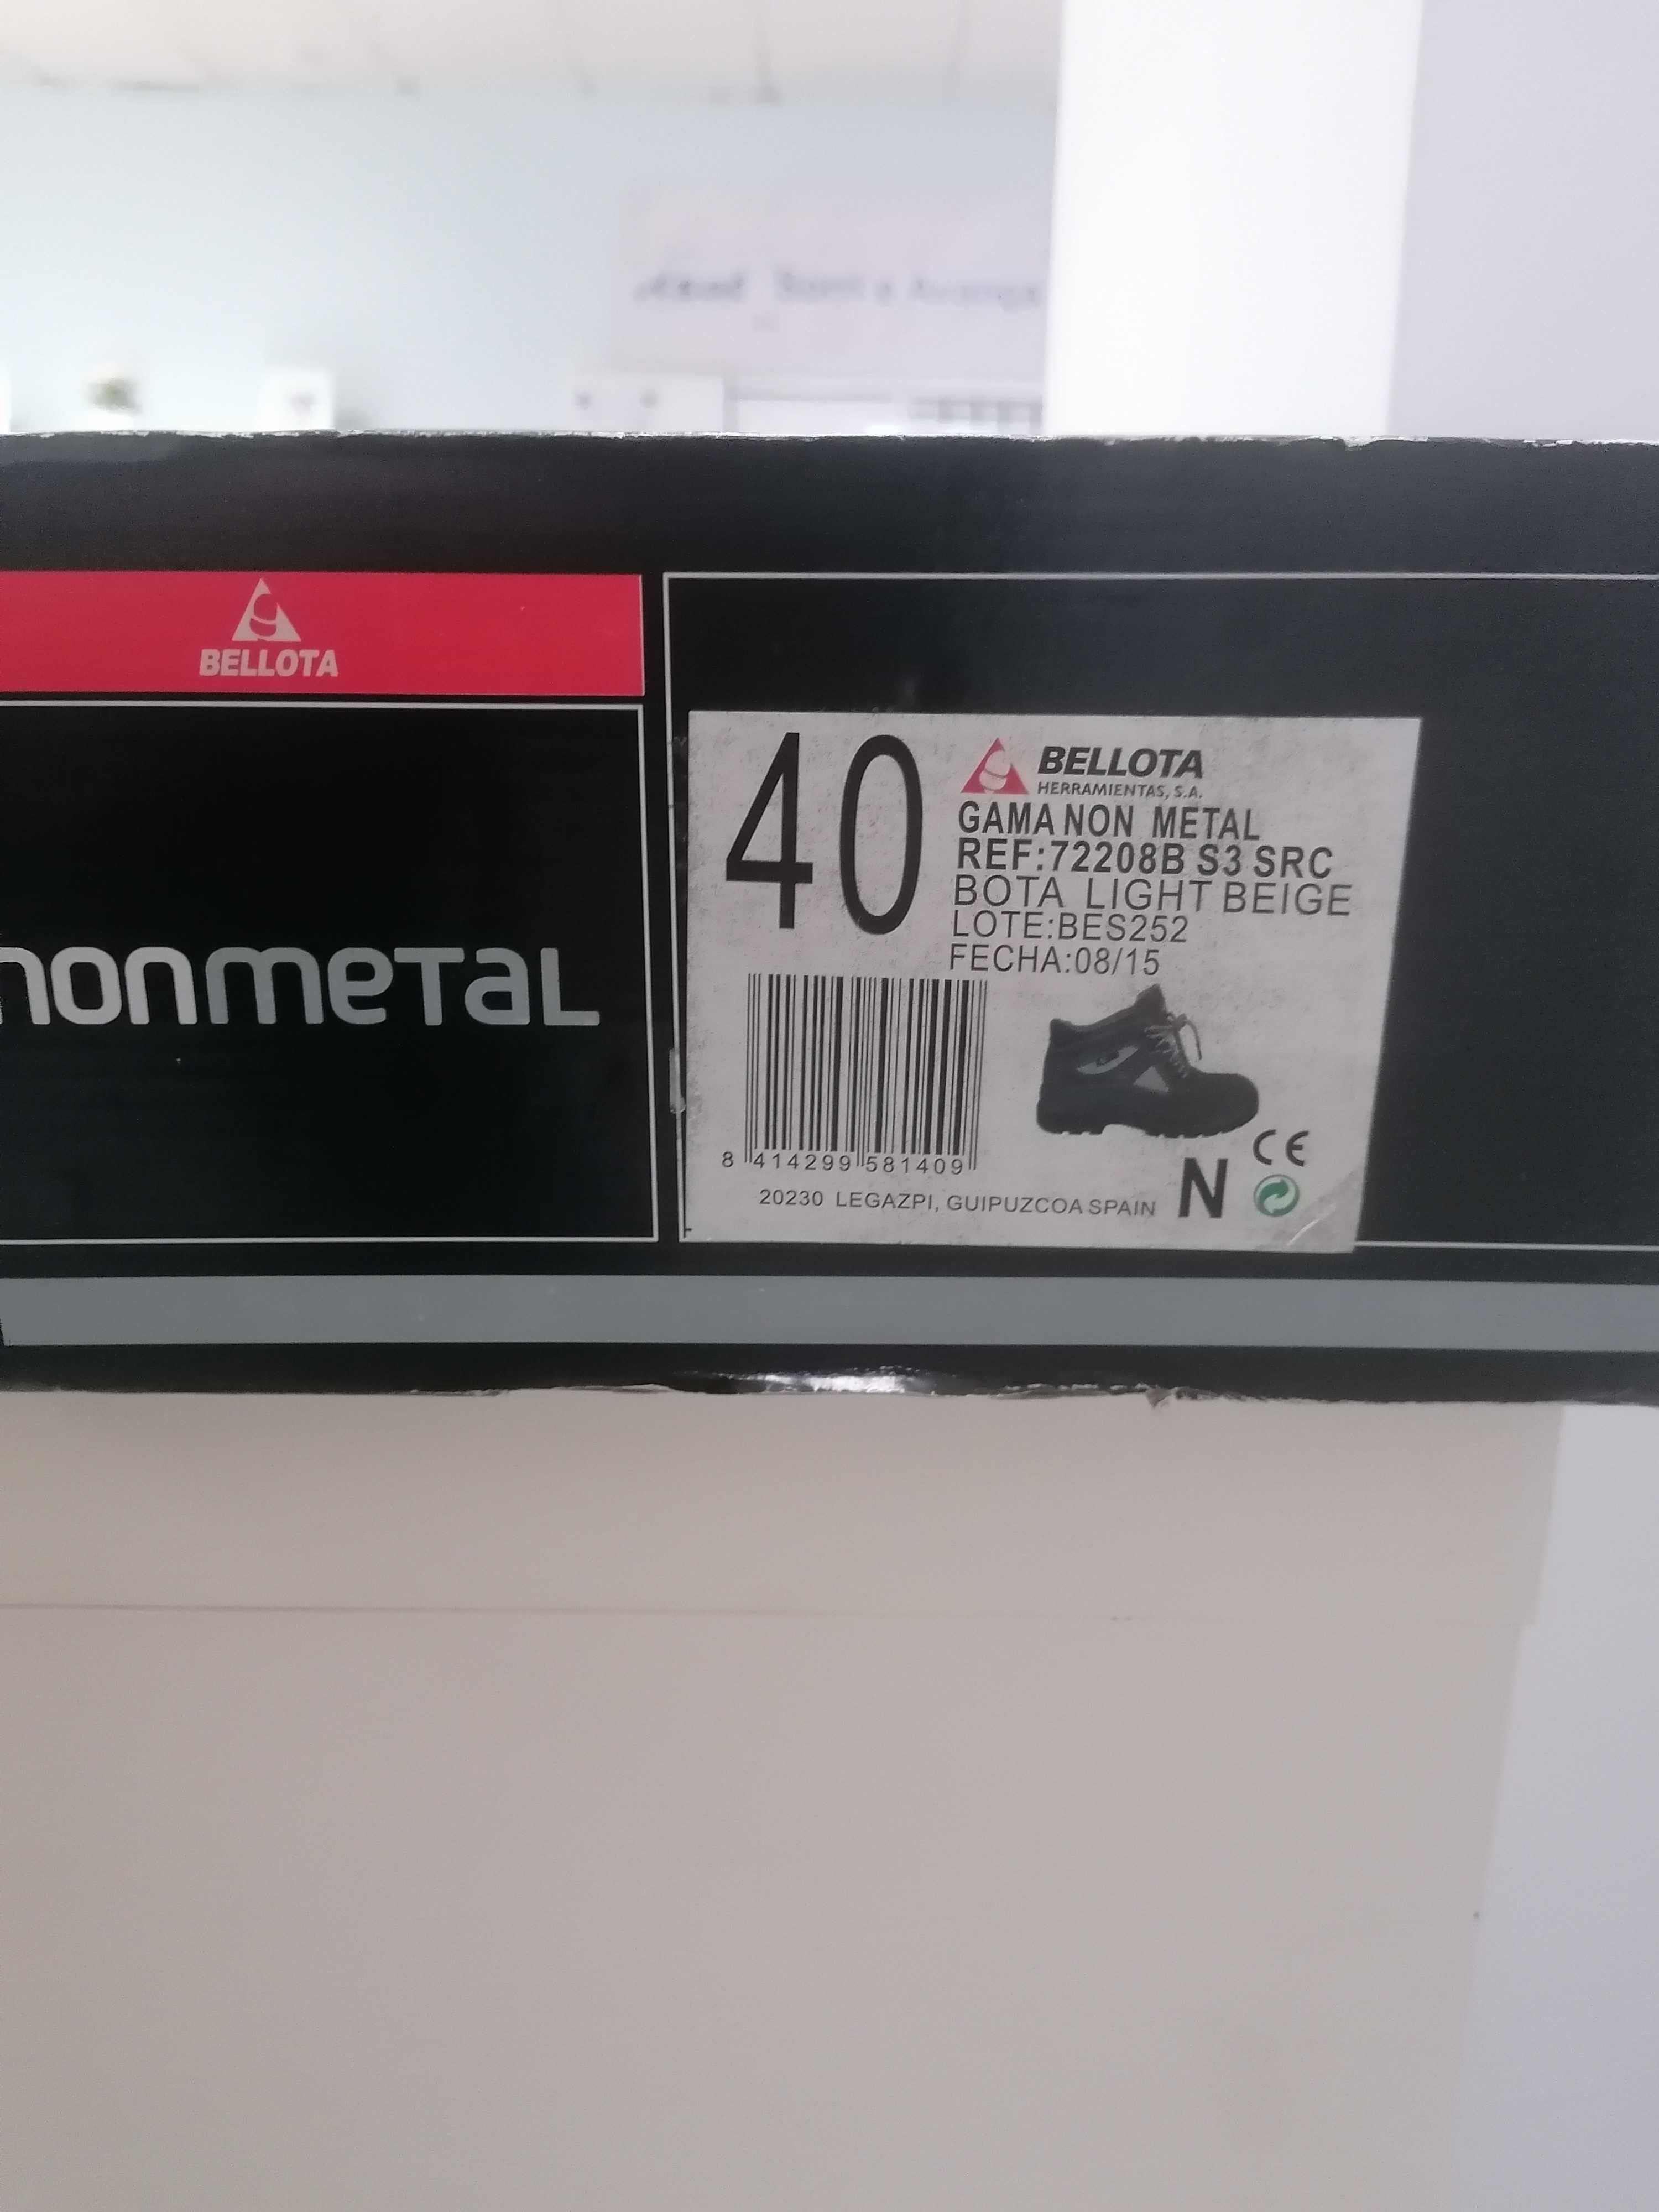 BELLOTA
nonmetal
40
BELLOTA
HERRAMIENTAS, S.A.
GAMA NON METAL
REF:72208B S3 SRC
BOTA LIGHT BEIGE
LOTE:BES252
FECHA:08/15
8 414299 581409
CE
N
20230 LEGAZPI, GUIPUZCOA SPAIN